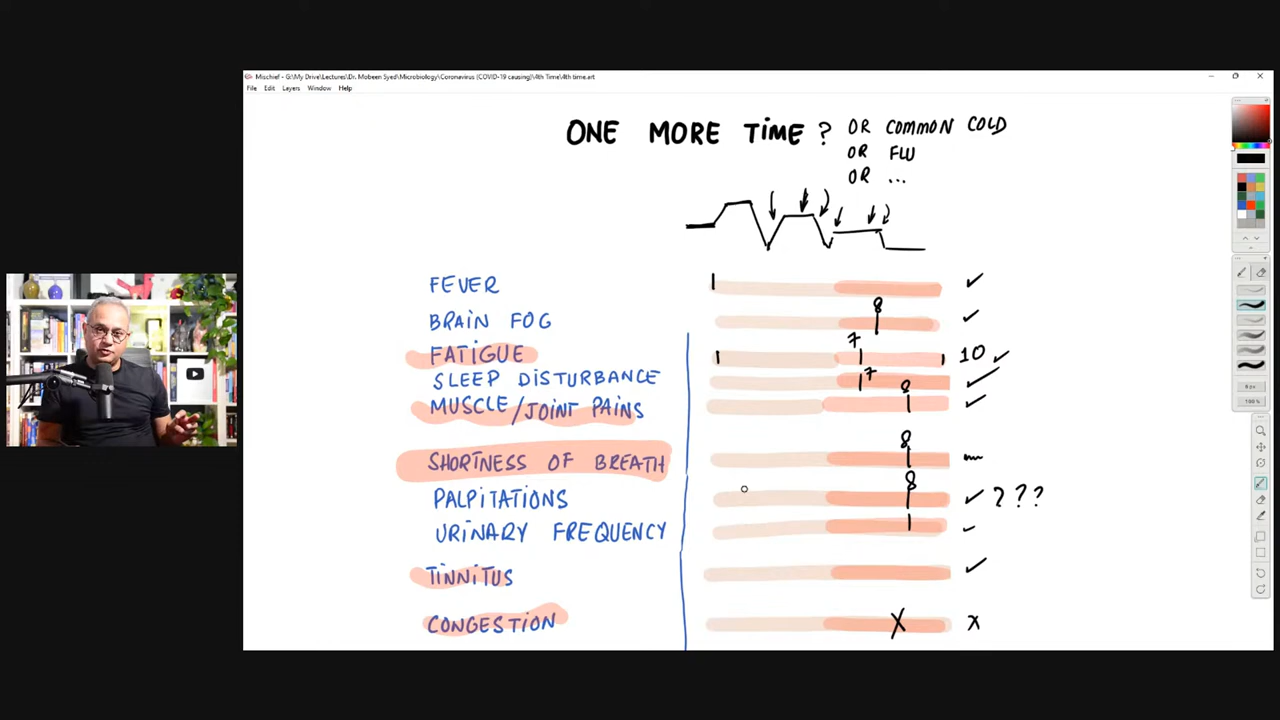 Mischief - G:\My Drive\Lectures\Dr. Mobeen Syed\Microbiology\Coronavirus (COVID-19 causing)\4th Time\4th time.art
File Edit Layers Window Help
ONE MORE TIME? OR COMMON COLD
OR FLU
OR ...
FEVER
BRAIN FOG 8
FATIGUE 7 10
SLEEP DISTURBANCE 7
MUSCLE/JOINT PAINS 8
SHORTNESS OF BREATH 8
PALPITATIONS 8 ???
URINARY FREQUENCY
TINNITUS
CONGESTION X x